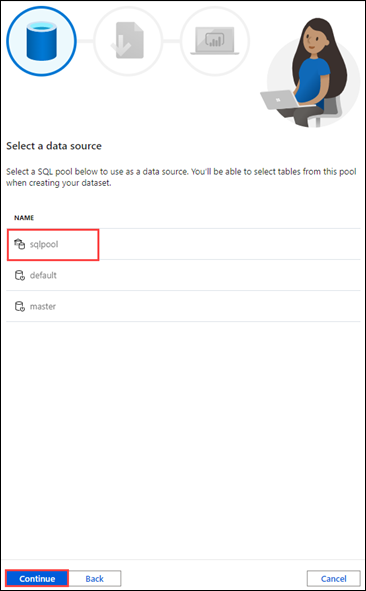 Select a data source
Select a SQL pool below to use as a data source. You'll be able to select tables from this pool
when creating your dataset.
NAME
sqlpool
default
master
Continue Back Cancel